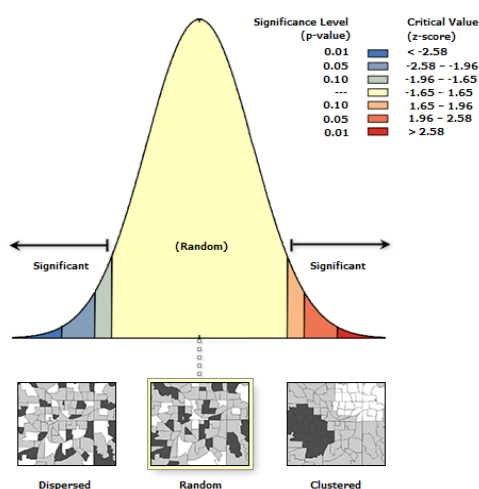 Significance Level Critical Value
(p-value) (z-score)
0.01 < -2.58
0.05 -2.58 – -1.96
0.10 -1.96 – -1.65
--- -1.65 - 1.65
0.10 1.65 – 1.96
0.05 1.96 – 2.58
0.01 > 2.58
(Random)
Significant Significant
Dispersed Random Clustered